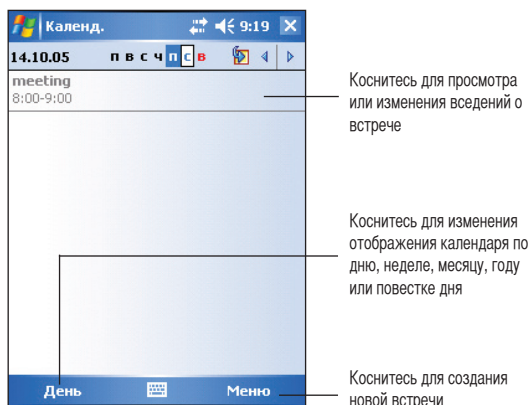 Календ. 9:19
14.10.05 п в с ч п с в
meeting
8:00-9:00
Коснитесь для просмотра
или изменения вседений о
встрече
Коснитесь для изменения
отображения календаря по
дню, неделе, месяцу, году
или повестке дня
День Меню
Коснитесь для создания
новой встречи